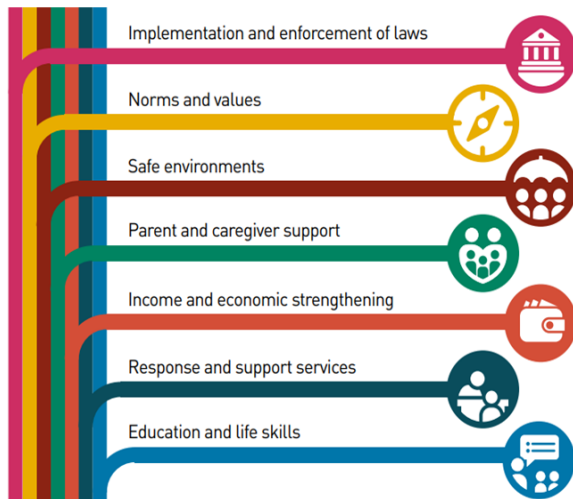 Implementation and enforcement of laws
Norms and values
Safe environments
Parent and caregiver support
Income and economic strengthening
Response and support services
Education and life skills